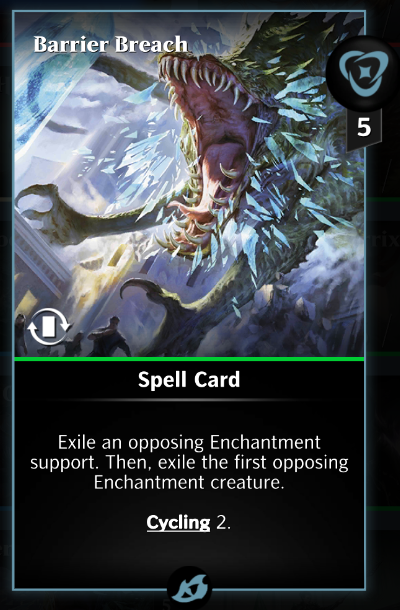 Barrier Breach
5
Spell Card
Exile an opposing Enchantment
support. Then, exile the first opposing
Enchantment creature.
Cycling 2.